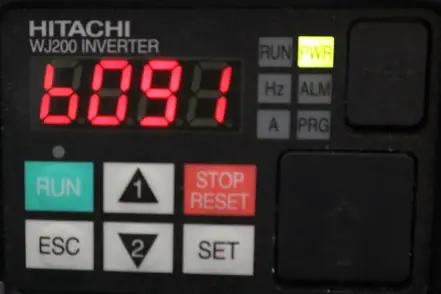 HITACHI
WJ200 INVERTER
b091
RUN PWR
Hz ALM
A PRG
RUN 1 STOP RESET
ESC 2 SET